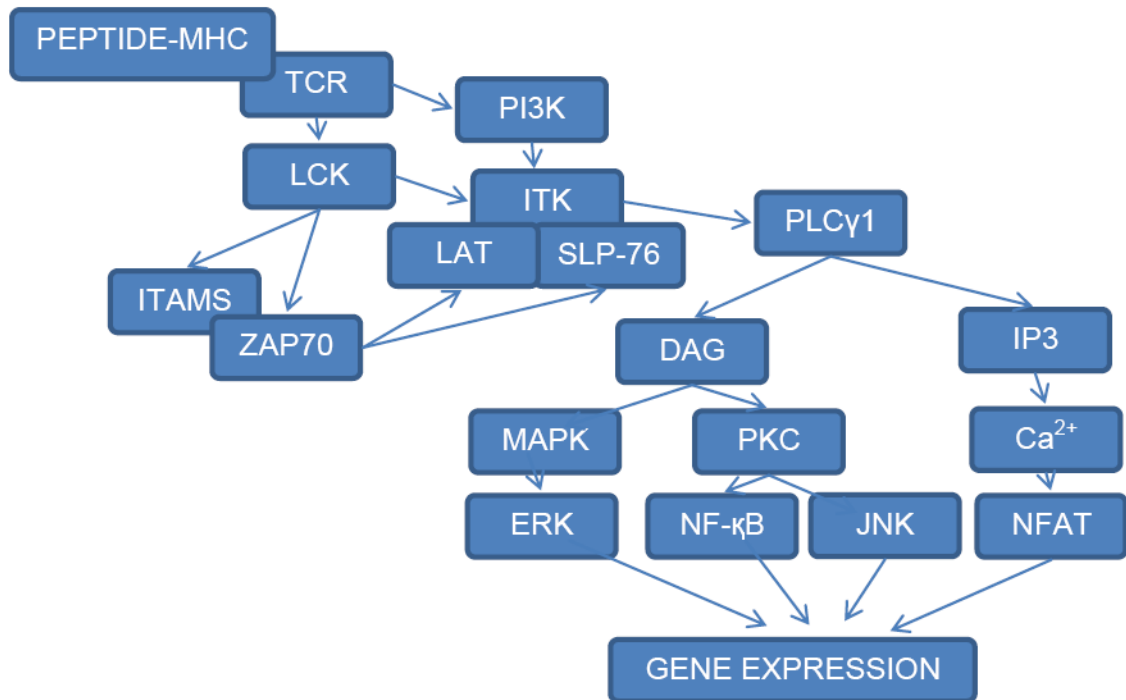 PEPTIDE-MHC
TCR
PI3K
LCK
ITK
PLCγ1
LAT
SLP-76
ITAMS
ZAP70
DAG
IP3
MAPK
PKC
Ca²⁺
ERK
NF-κB
JNK
NFAT
GENE EXPRESSION